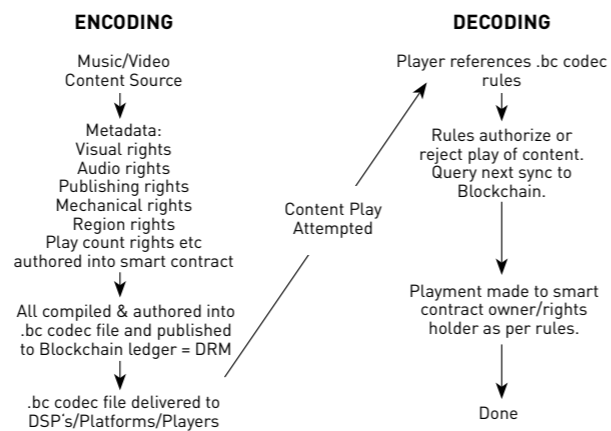 ENCODING
Music/Video
Content Source
Metadata:
Visual rights
Audio rights
Publishing rights
Mechanical rights
Region rights
Play count rights etc
authored into smart contract
All compiled & authored into
.bc codec file and published
to Blockchain ledger = DRM
.bc codec file delivered to
DSP's/Platforms/Players
Content Play
Attempted
DECODING
Player references .bc codec
rules
Rules authorize or
reject play of content.
Query next sync to
Blockchain.
Playment made to smart
contract owner/rights
holder as per rules.
Done